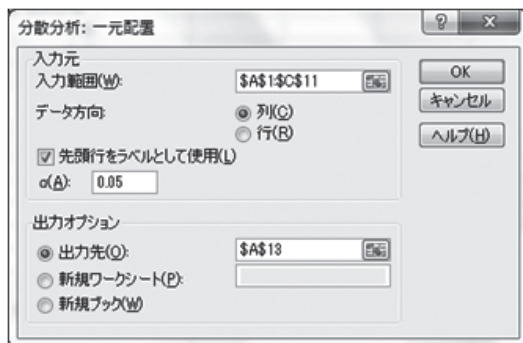 分散分析: 一元配置
入力元
入力範囲(W): $A$1:$C$11
データ方向: 列(C)
行(R)
先頭行をラベルとして使用(L)
α(A): 0.05
出力オプション
出力先(O): $A$13
新規ワークシート(P):
新規ブック(W)
OK
キャンセル
ヘルプ(H)